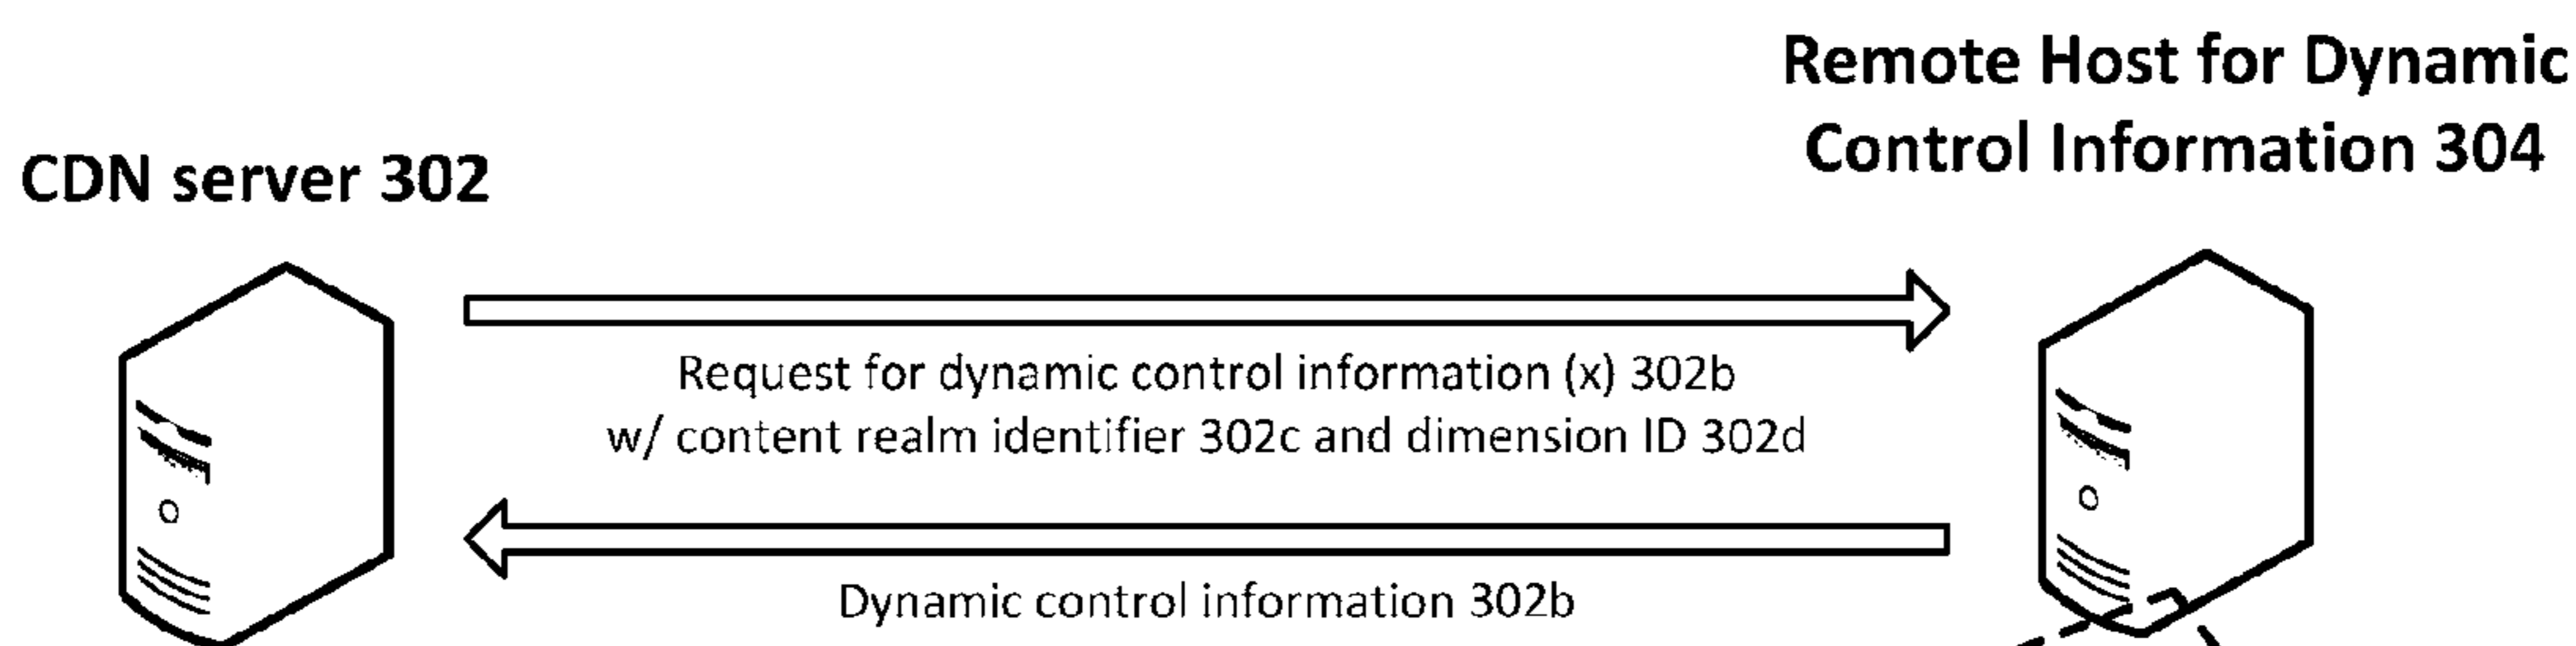 Remote Host for Dynamic
Control Information 304
CDN server 302
Request for dynamic control information (x) 302b
w/ content realm identifier 302c and dimension ID 302d
Dynamic control information 302b